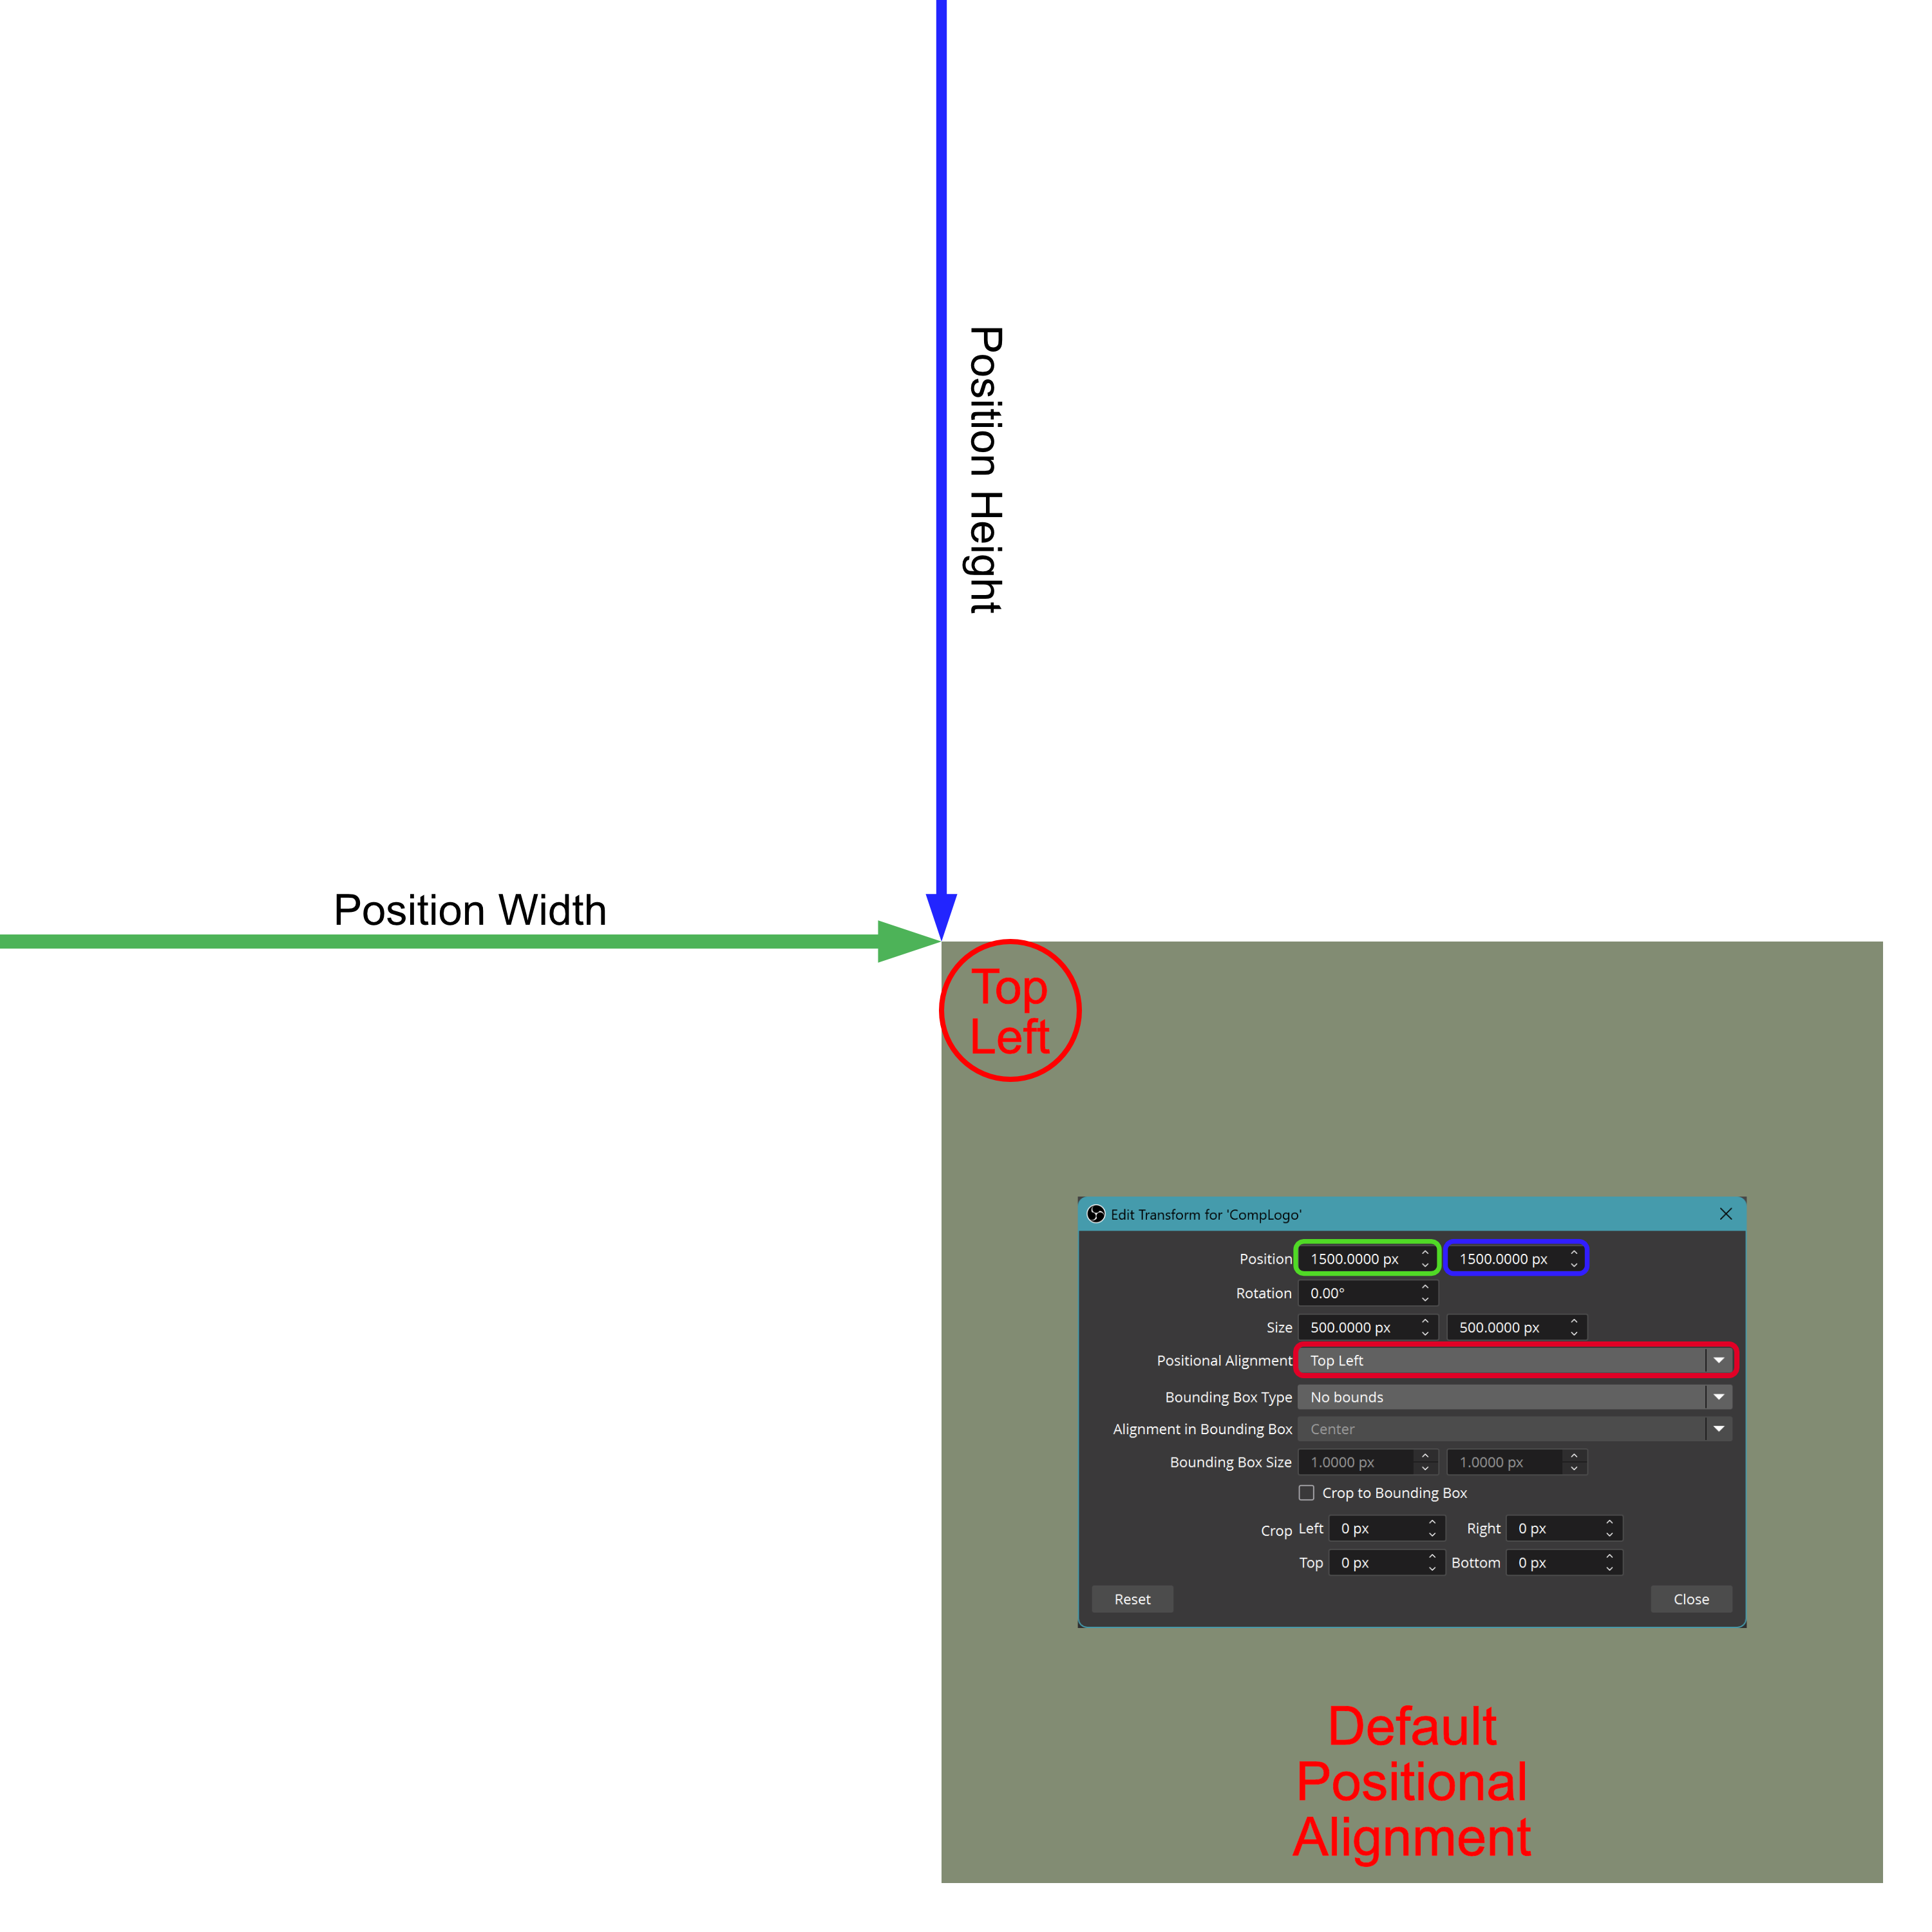 Position Height
Position Width
Top
Left
Edit Transform for 'CompLogo'
Position 1500.0000 px 1500.0000 px
Rotation 0.00°
Size 500.0000 px 500.0000 px
Positional Alignment Top Left
Bounding Box Type No bounds
Alignment in Bounding Box Center
Bounding Box Size 1.0000 px 1.0000 px
Crop to Bounding Box
Crop Left 0 px Right 0 px
Top 0 px Bottom 0 px
Reset Close
Default
Positional
Alignment